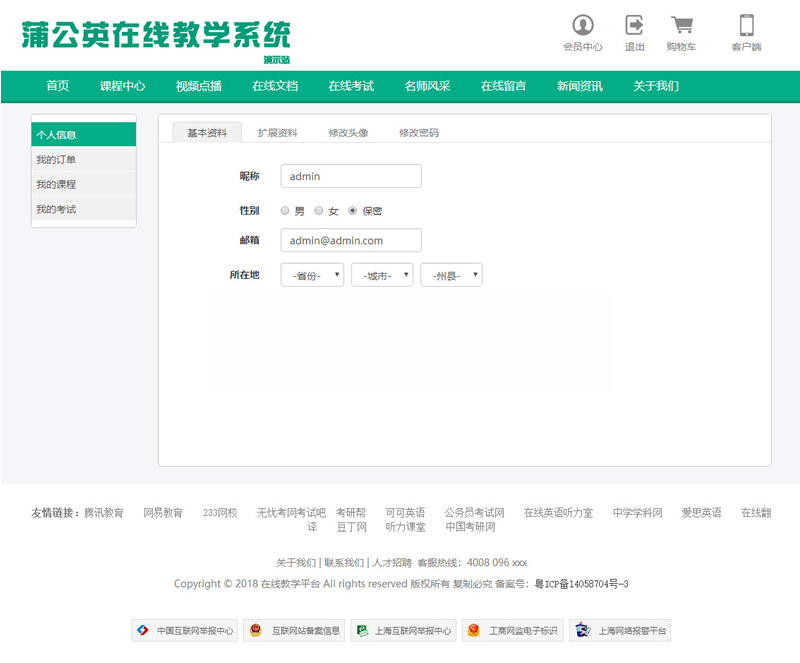 蒲公英在线教学系统
演示站
会员中心 退出 购物车 客户端
首页 课程中心 视频点播 在线文档 在线考试 名师风采 在线留言 新闻资讯 关于我们
个人信息
我的订单
我的课程
我的考试
基本资料 扩展资料 修改头像 修改密码
昵称 admin
性别 男 女 保密
邮箱 admin@admin.com
所在地 -省份- -城市- -州县-
友情链接: 腾讯教育 网易教育 233网校 无忧考网考试吧 考研帮 可可英语 公务员考试网 在线英语听力室 中学学科网 爱思英语 在线翻
译 豆丁网 听力课堂 中国考研网
关于我们 | 联系我们 | 人才招聘 客服热线: 4008 096 xxx
Copyright © 2018 在线教学平台 All rights reserved 版权所有 复制必究 备案号: 粤ICP备14058704号-3
中国互联网举报中心 互联网网站备案信息 上海互联网举报中心 工商网监电子标识 上海网络报警平台